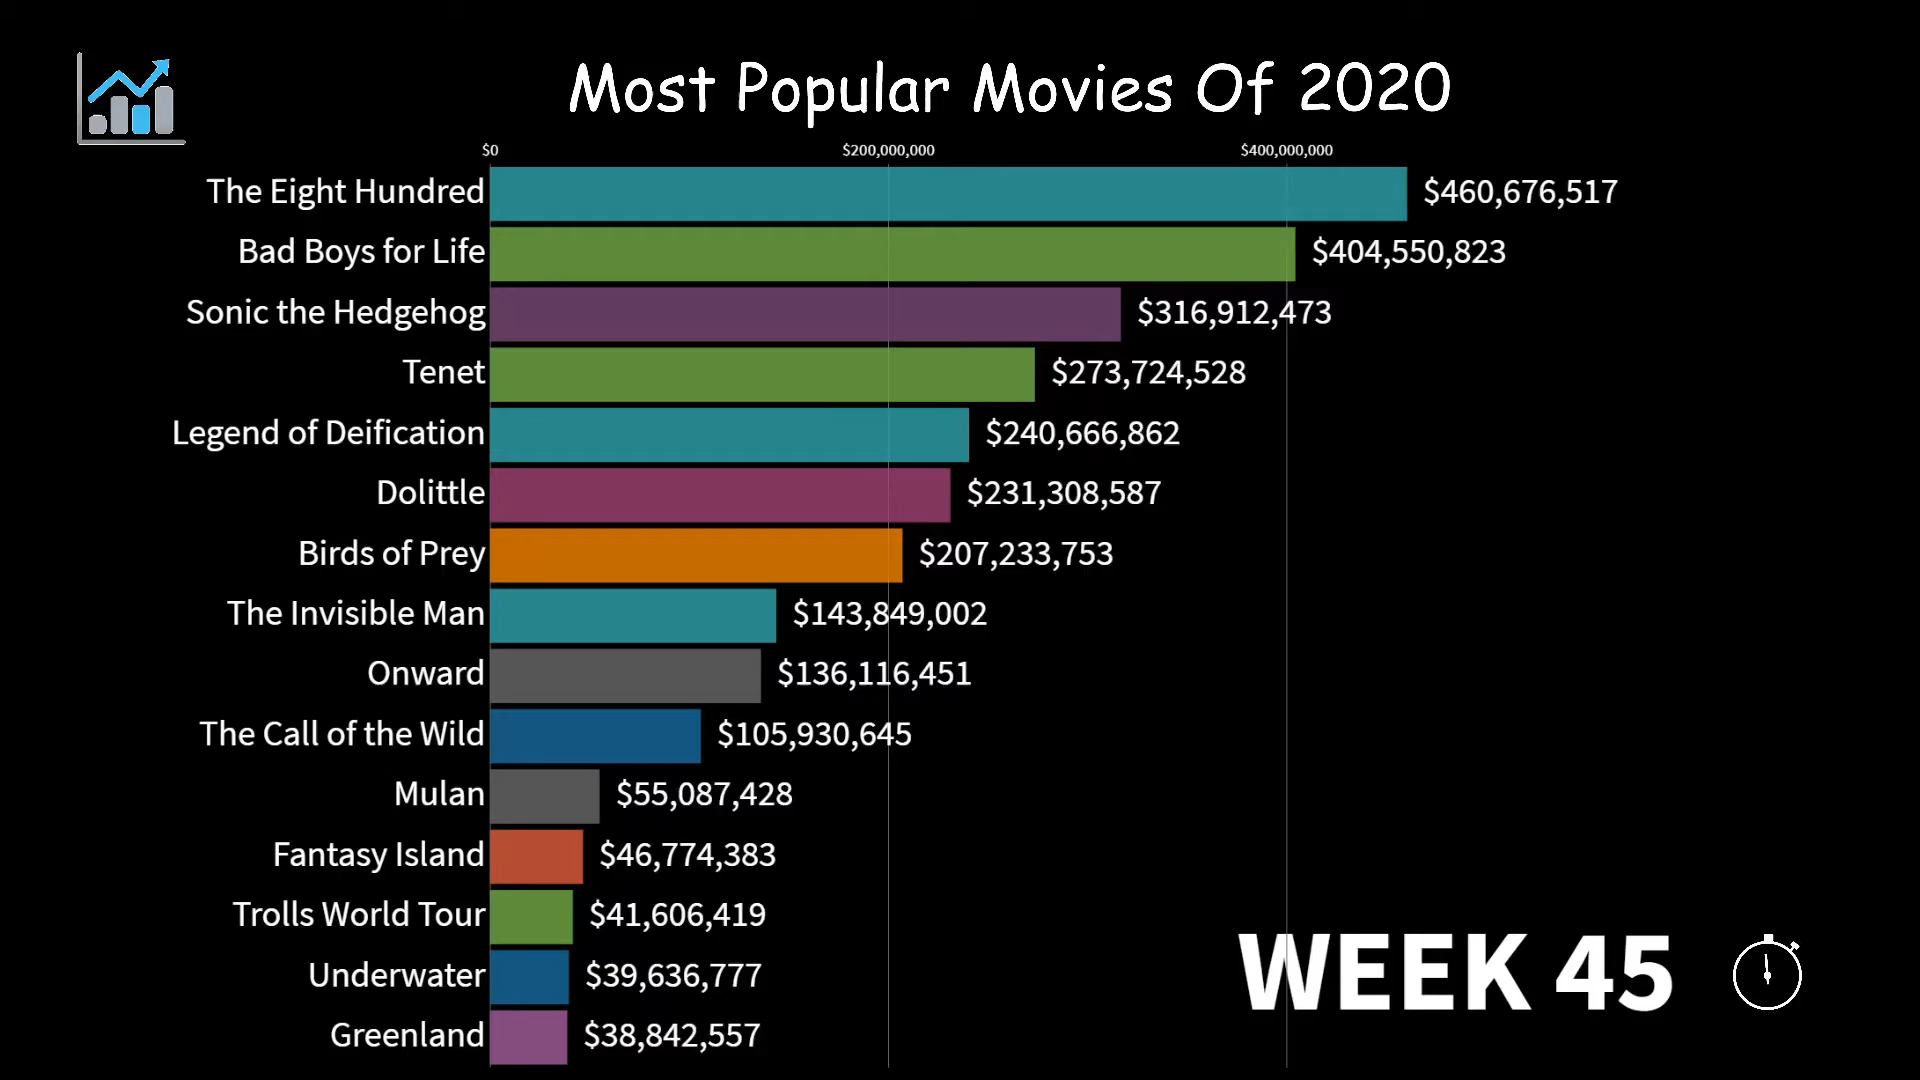 Most Popular Movies Of 2020
$0 $200,000,000 $400,000,000
The Eight Hundred $460,676,517
Bad Boys for Life $404,550,823
Sonic the Hedgehog $316,912,473
Tenet $273,724,528
Legend of Deification $240,666,862
Dolittle $231,308,587
Birds of Prey $207,233,753
The Invisible Man $143,849,002
Onward $136,116,451
The Call of the Wild $105,930,645
Mulan $55,087,428
Fantasy Island $46,774,383
Trolls World Tour $41,606,419
Underwater $39,636,777
Greenland $38,842,557
WEEK 45